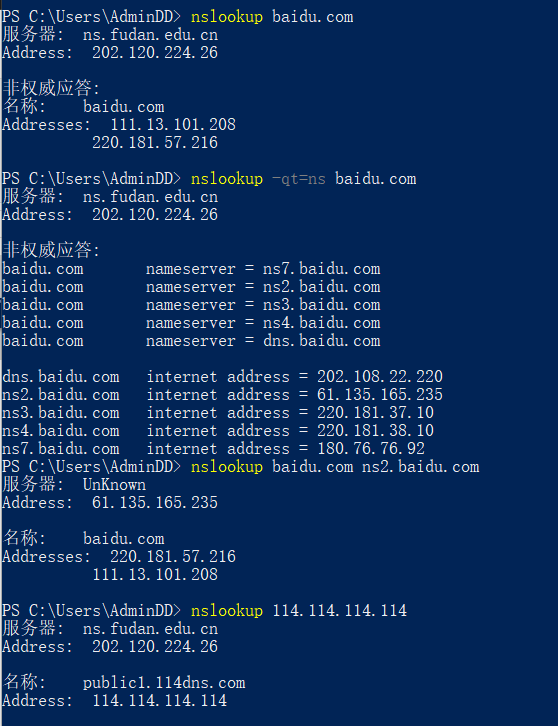 PS C:\Users\AdminDD> nslookup baidu.com
服务器:  ns.fudan.edu.cn
Address:  202.120.224.26
非权威应答:
名称:    baidu.com
Addresses:  111.13.101.208
          220.181.57.216
PS C:\Users\AdminDD> nslookup -qt=ns baidu.com
服务器:  ns.fudan.edu.cn
Address:  202.120.224.26
非权威应答:
baidu.com       nameserver = ns7.baidu.com
baidu.com       nameserver = ns2.baidu.com
baidu.com       nameserver = ns3.baidu.com
baidu.com       nameserver = ns4.baidu.com
baidu.com       nameserver = dns.baidu.com
dns.baidu.com   internet address = 202.108.22.220
ns2.baidu.com   internet address = 61.135.165.235
ns3.baidu.com   internet address = 220.181.37.10
ns4.baidu.com   internet address = 220.181.38.10
ns7.baidu.com   internet address = 180.76.76.92
PS C:\Users\AdminDD> nslookup baidu.com ns2.baidu.com
服务器:  UnKnown
Address:  61.135.165.235
名称:    baidu.com
Addresses:  220.181.57.216
          111.13.101.208
PS C:\Users\AdminDD> nslookup 114.114.114.114
服务器:  ns.fudan.edu.cn
Address:  202.120.224.26
名称:    public1.114dns.com
Address:  114.114.114.114